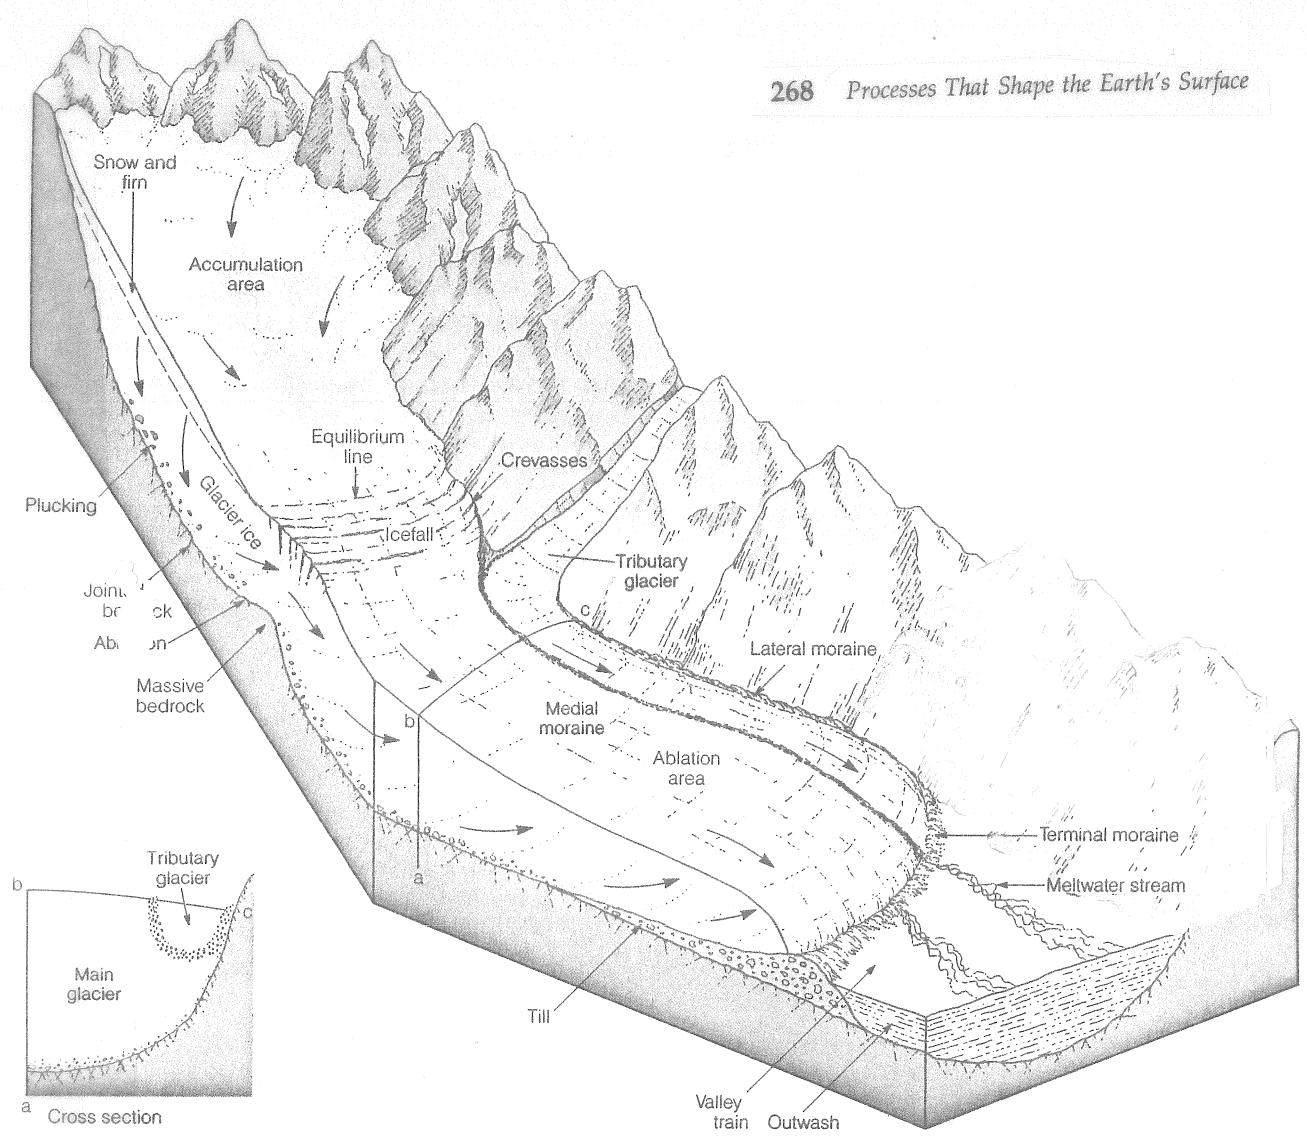 268 Processes That Shape the Earth's Surface
Snow and
firn
Accumulation
area
Equilibrium
line
Crevasses
Plucking
Glacier ice
Icefall
Tributary
glacier
c
Massive
bedrock
Lateral moraine
b
Medial
moraine
Ablation
area
Terminal moraine
Meltwater stream
a
Till
Valley
train
Outwash
Tributary
glacier
b
c
Main
glacier
a
Cross section